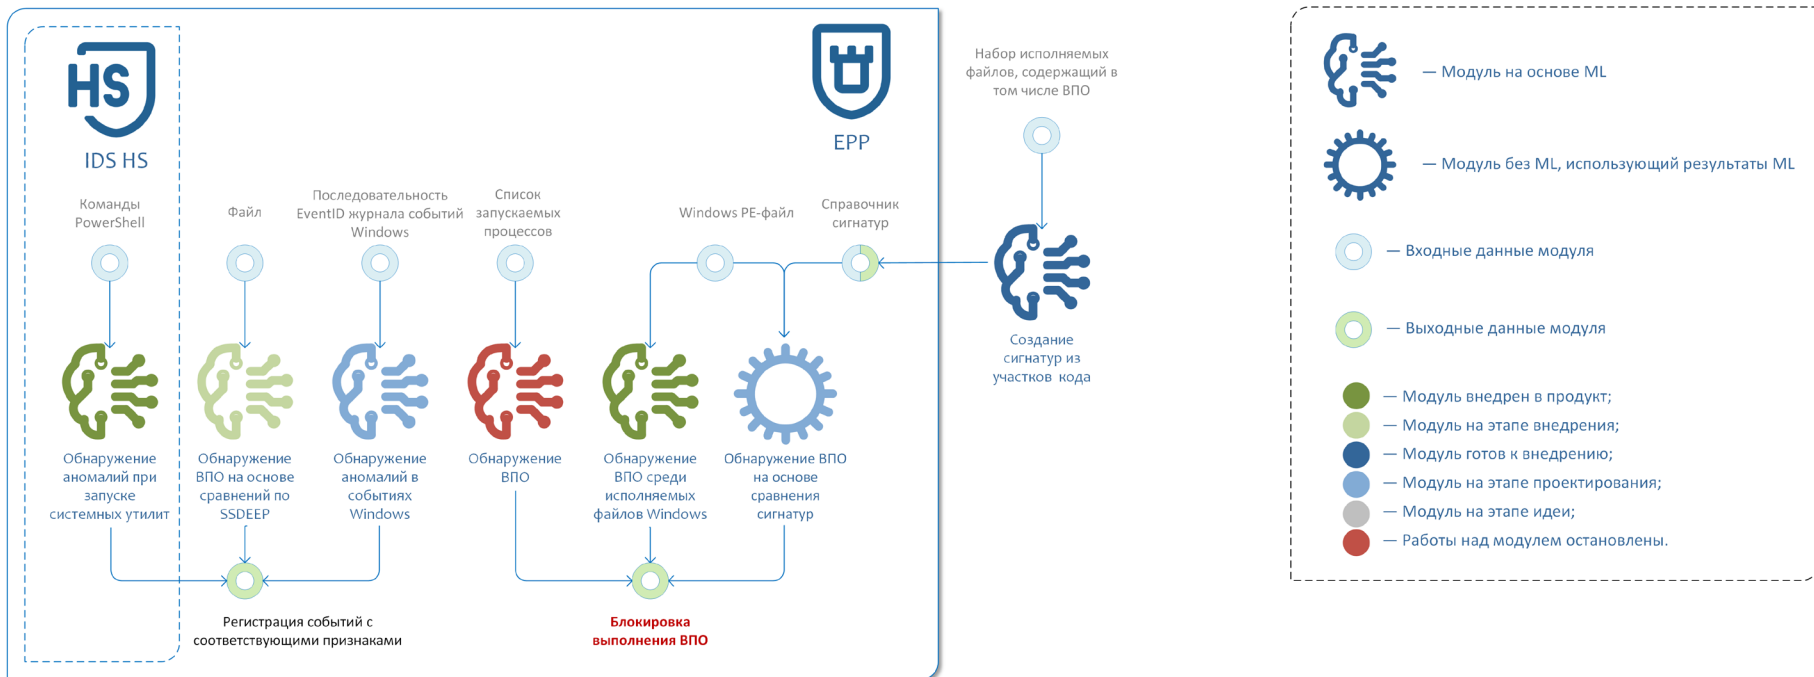 HS
IDS HS
EPP
Набор исполняемых
файлов, содержащий в
том числе ВПО
Команды
PowerShell
Файл
Последовательность
EventID журнала событий
Windows
Список
запускаемых
процессов
Windows PE-файл
Справочник
сигнатур
Создание
сигнатур из
участков кода
Обнаружение
аномалий при
запуске
системных утилит
Обнаружение
ВПО на основе
сравнений по
SSDEEP
Обнаружение
аномалий в
событиях
Windows
Обнаружение
ВПО
Обнаружение
ВПО среди
исполняемых
файлов Windows
Обнаружение ВПО
на основе
сравнения
сигнатур
Регистрация событий с
соответствующими признаками
Блокировка
выполнения ВПО
— Модуль на основе ML
— Модуль без ML, использующий результаты ML
— Входные данные модуля
— Выходные данные модуля
— Модуль внедрен в продукт;
— Модуль на этапе внедрения;
— Модуль готов к внедрению;
— Модуль на этапе проектирования;
— Модуль на этапе идеи;
— Работы над модулем остановлены.